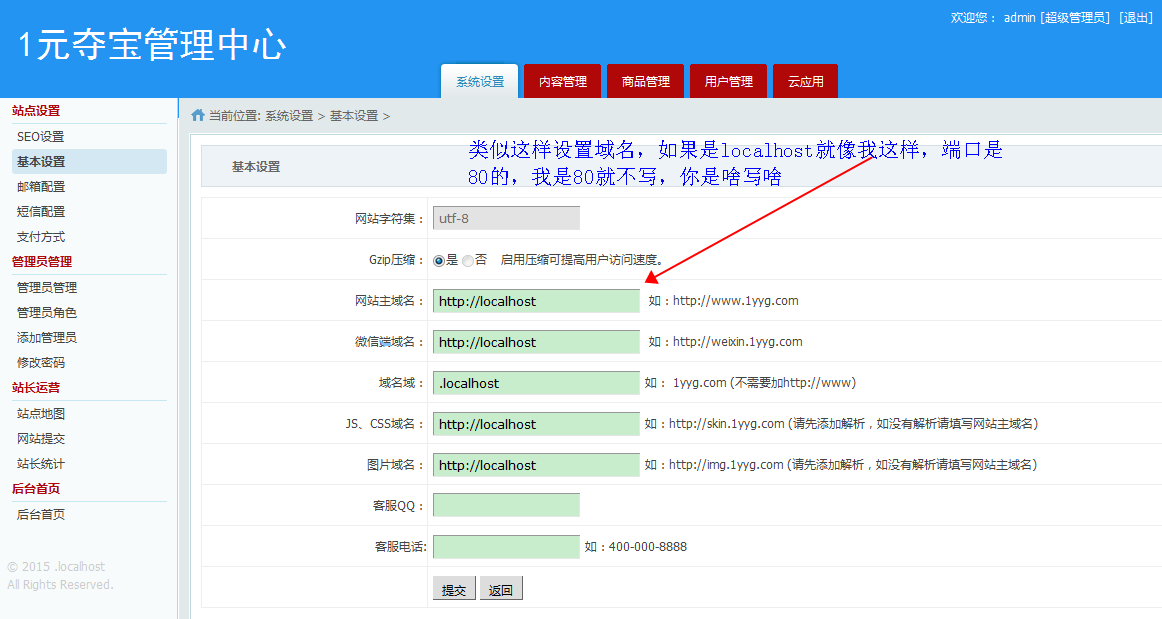 欢迎您： admin [超级管理员] [退出]
1元夺宝管理中心
系统设置 内容管理 商品管理 用户管理 云应用
站点设置
SEO设置
基本设置
邮箱配置
短信配置
支付方式
管理员管理
管理员管理
管理员角色
添加管理员
修改密码
站长运营
站点地图
网站提交
站长统计
后台首页
后台首页
© 2015 .localhost
All Rights Reserved.
当前位置: 系统设置 > 基本设置 >
基本设置
类似这样设置域名，如果是localhost就像我这样，端口是
80的，我是80就不写，你是啥写啥
网站字符集： utf-8
Gzip压缩： 是 否 启用压缩可提高用户访问速度。
网站主域名： http://localhost 如：http://www.1yyg.com
微信端域名： http://localhost 如：http://weixin.1yyg.com
域名域： .localhost 如： 1yyg.com (不需要加http://www)
JS、CSS域名： http://localhost 如：http://skin.1yyg.com (请先添加解析，如没有解析请填写网站主域名)
图片域名： http://localhost 如：http://img.1yyg.com (请先添加解析，如没有解析请填写网站主域名)
客服QQ：
客服电话: 如：400-000-8888
提交 返回